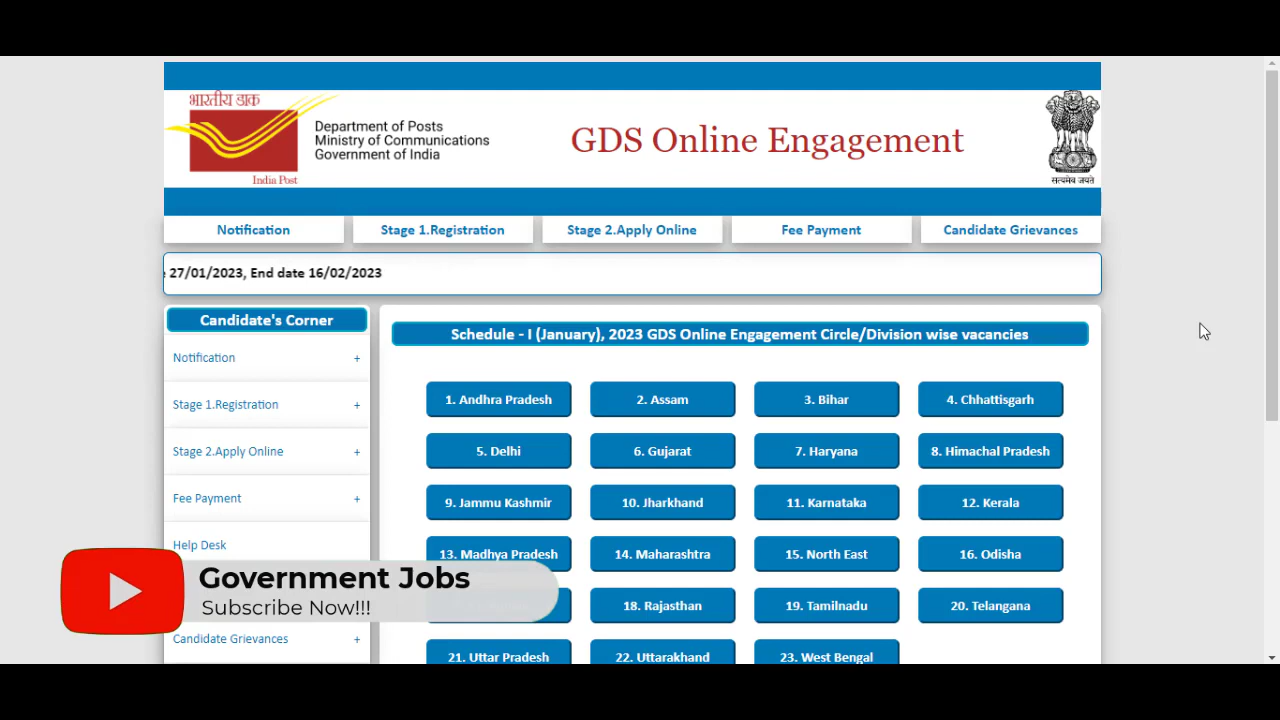 भारतीय डाक
India Post
Department of Posts
Ministry of Communications
Government of India
GDS Online Engagement
सत्यमेव जयते
Notification
Stage 1.Registration
Stage 2.Apply Online
Fee Payment
Candidate Grievances
27/01/2023, End date 16/02/2023
Candidate's Corner
Notification +
Stage 1.Registration +
Stage 2.Apply Online +
Fee Payment +
Help Desk
Candidate Grievances +
Schedule - I (January), 2023 GDS Online Engagement Circle/Division wise vacancies
1. Andhra Pradesh
2. Assam
3. Bihar
4. Chhattisgarh
5. Delhi
6. Gujarat
7. Haryana
8. Himachal Pradesh
9. Jammu Kashmir
10. Jharkhand
11. Karnataka
12. Kerala
13. Madhya Pradesh
14. Maharashtra
15. North East
16. Odisha
18. Rajasthan
19. Tamilnadu
20. Telangana
21. Uttar Pradesh
22. Uttarakhand
23. West Bengal
Government Jobs
Subscribe Now!!!